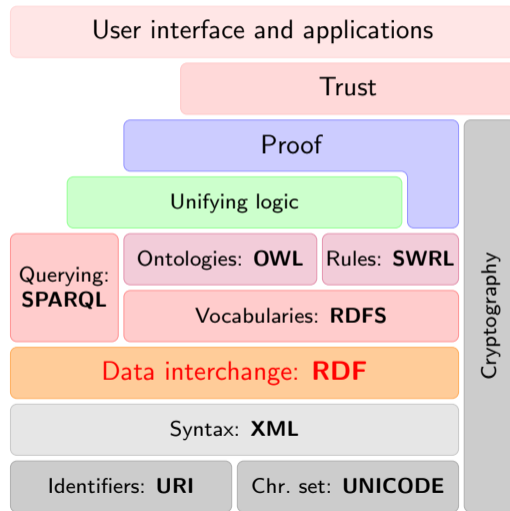 User interface and applications
Trust
Proof
Unifying logic
Querying:
SPARQL
Ontologies: OWL
Rules: SWRL
Vocabularies: RDFS
Cryptography
Data interchange: RDF
Syntax: XML
Identifiers: URI
Chr. set: UNICODE